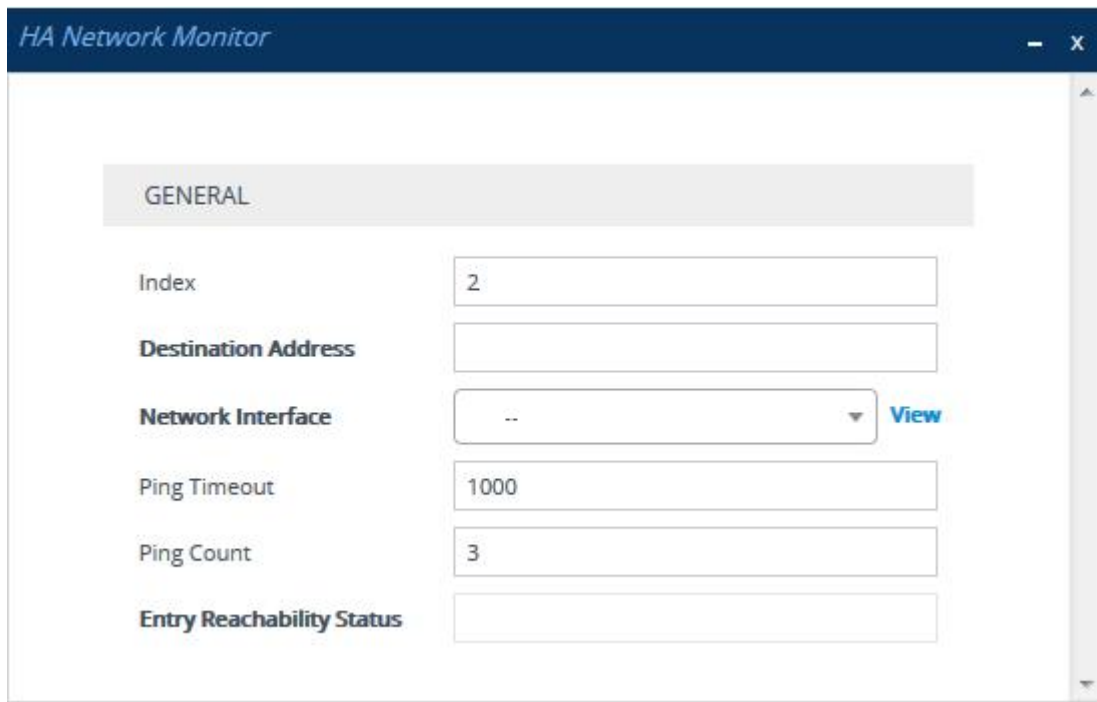 HA Network Monitor – x
GENERAL
Index 2
Destination Address
Network Interface -- View
Ping Timeout 1000
Ping Count 3
Entry Reachability Status